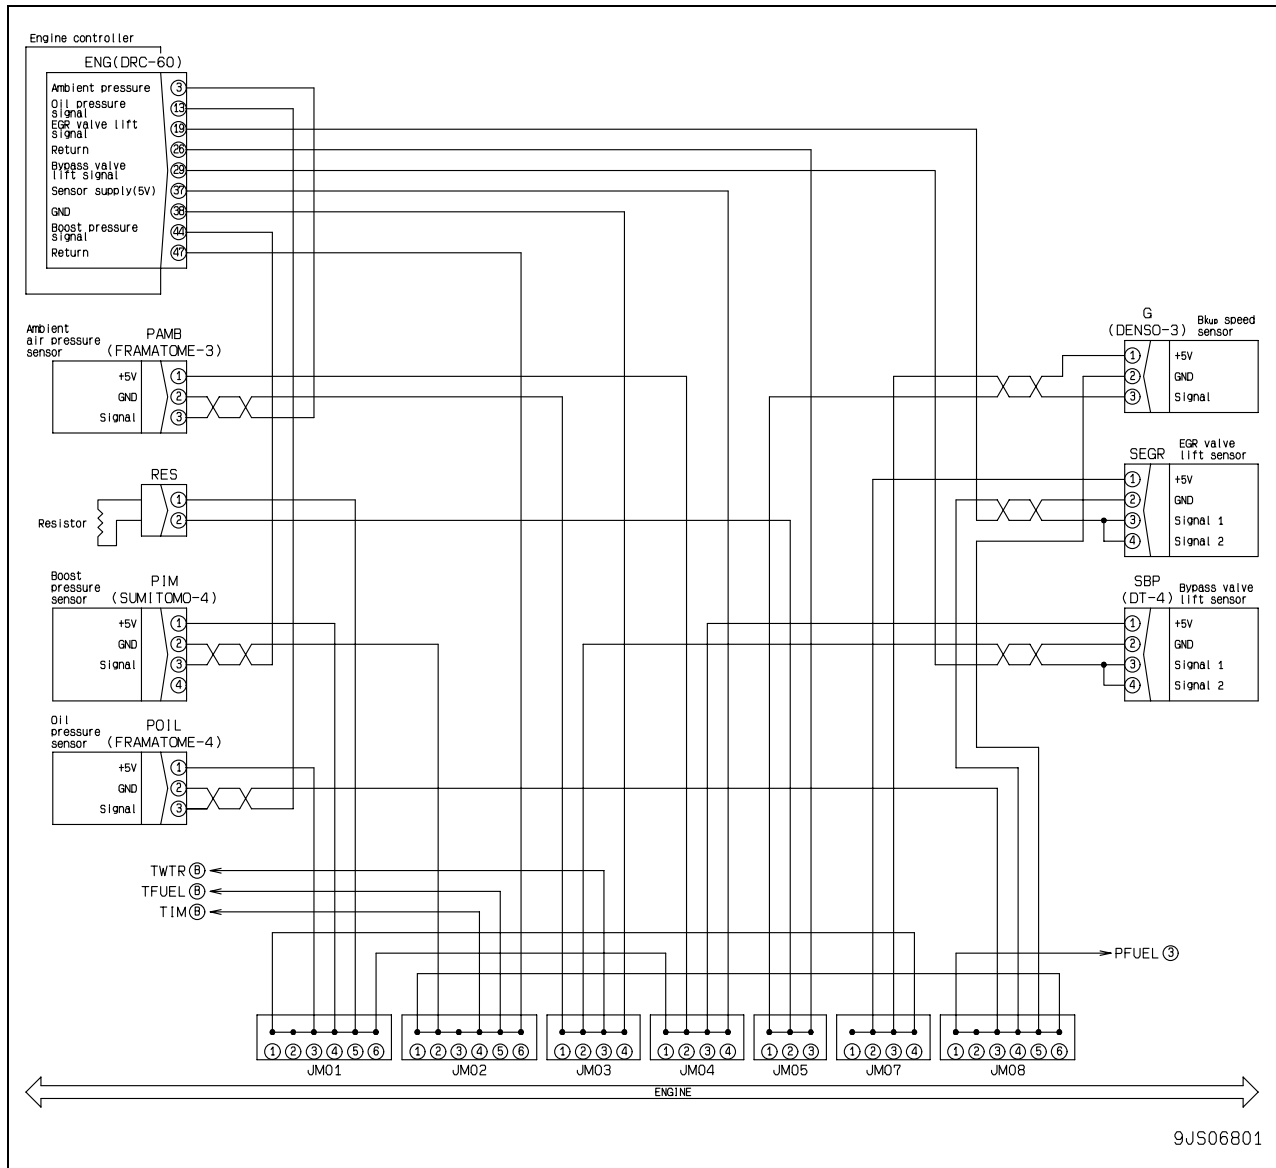 Engine controller
ENG(DRC-60)
Ambient pressure 3
Oil pressure
signal 13
EGR valve lift
signal 19
Return 26
Bypass valve
lift signal 29
Sensor supply(5V) 37
GND 38
Boost pressure
signal 44
Return 47
Ambient
air pressure
sensor
PAMB
(FRAMATOME-3)
+5V 1
GND 2
Signal 3
RES
1
2
Resistor
Boost
pressure
sensor
PIM
(SUMITOMO-4)
+5V 1
GND 2
Signal 3
4
Oil
pressure
sensor
POIL
(FRAMATOME-4)
+5V 1
GND 2
Signal 3
G
(DENSO-3)
Bkup speed
sensor
1 +5V
2 GND
3 Signal
SEGR
EGR valve
lift sensor
1 +5V
2 GND
3 Signal 1
4 Signal 2
SBP
(DT-4)
Bypass valve
lift sensor
1 +5V
2 GND
3 Signal 1
4 Signal 2
TWTR B
TFUEL B
TIM B
PFUEL 3
1 2 3 4 5 6
JM01
1 2 3 4 5 6
JM02
1 2 3 4
JM03
1 2 3 4
JM04
1 2 3
JM05
1 2 3 4
JM07
1 2 3 4 5 6
JM08
ENGINE
9JS06801